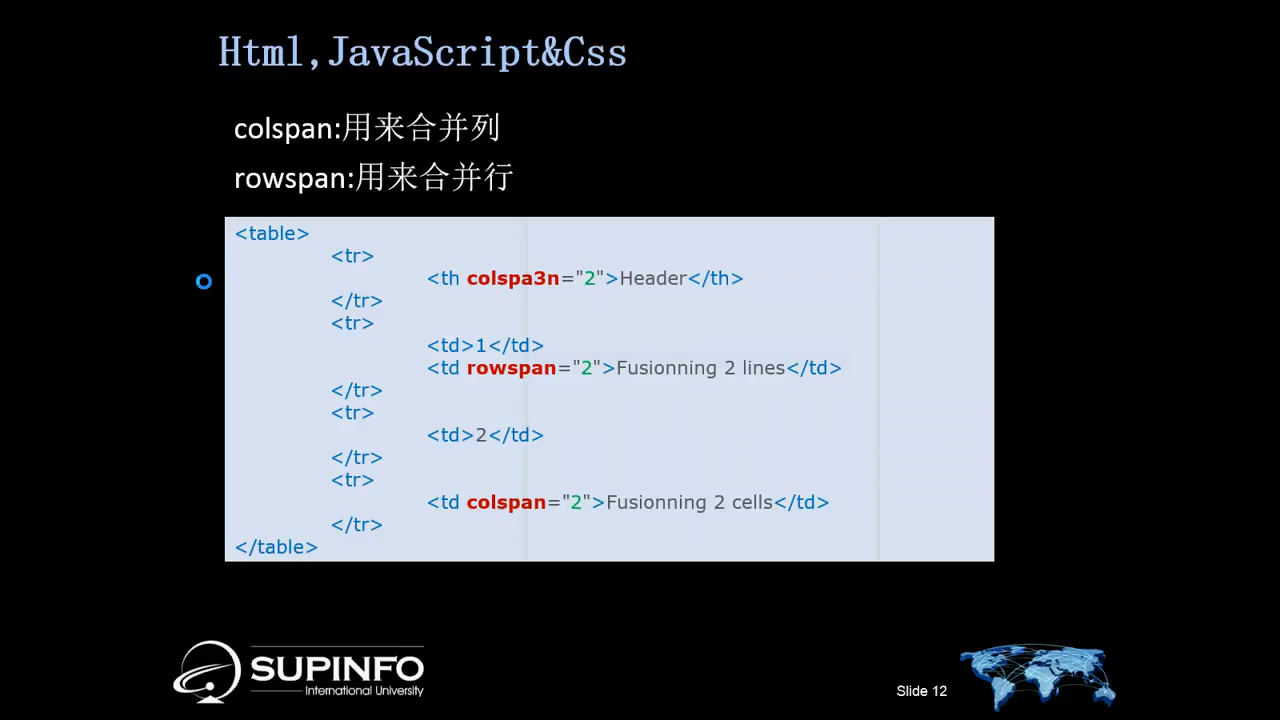 Html,JavaScript&Css
colspan:用来合并列
rowspan:用来合并行
<table>
<tr>
<th colspa3n="2">Header</th>
</tr>
<tr>
<td>1</td>
<td rowspan="2">Fusionning 2 lines</td>
</tr>
<tr>
<td>2</td>
</tr>
<tr>
<td colspan="2">Fusionning 2 cells</td>
</tr>
</table>
SUPINFO
International University
Slide 12